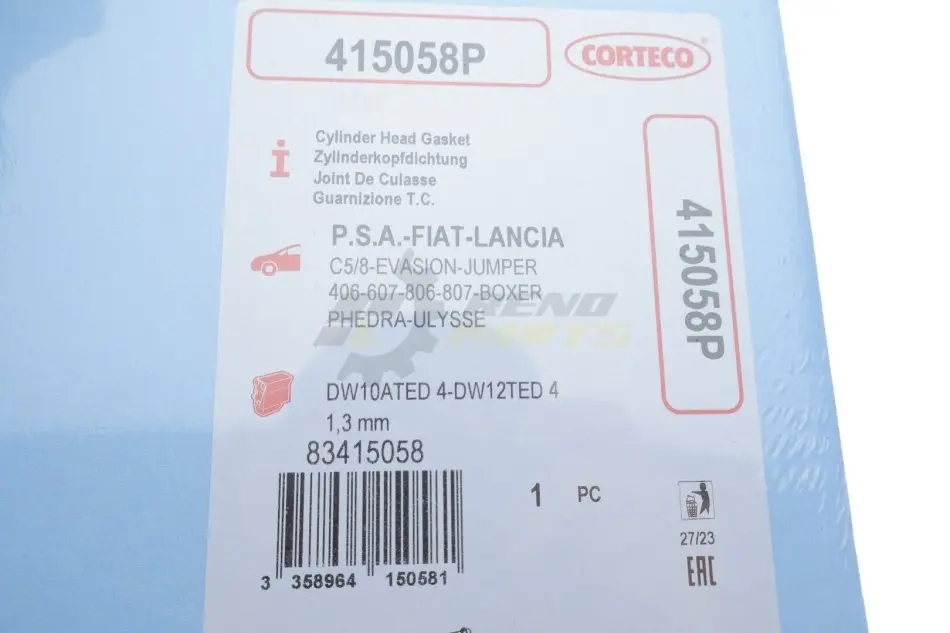 415058P
CORTECO
Cylinder Head Gasket
Zylinderkopfdichtung
Joint De Culasse
Guarnizione T.C.
P.S.A.-FIAT-LANCIA
C5/8-EVASION-JUMPER
406-607-806-807-BOXER
PHEDRA-ULYSSE
RENO
PARTS
415058P
DW10ATED 4-DW12TED 4
1,3 mm
83415058
1 PC
27/23
EAC
3 358964 150581